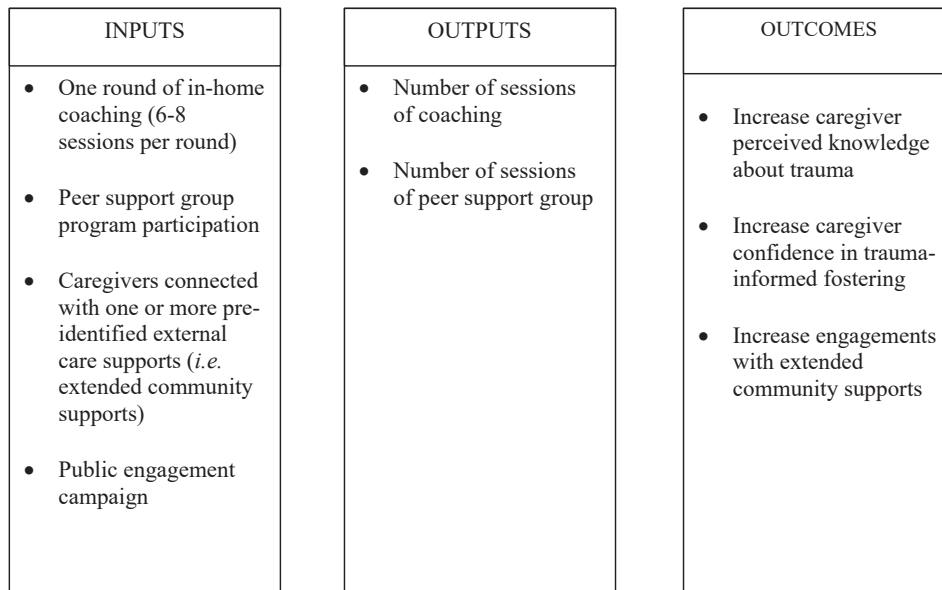 INPUTS
• One round of in-home
coaching (6-8
sessions per round)
• Peer support group
program participation
• Caregivers connected
with one or more pre-
identified external
care supports (i.e.
extended community
supports)
• Public engagement
campaign
OUTPUTS
• Number of sessions
of coaching
• Number of sessions
of peer support group
OUTCOMES
• Increase caregiver
perceived knowledge
about trauma
• Increase caregiver
confidence in trauma-
informed fostering
• Increase engagements
with extended
community supports